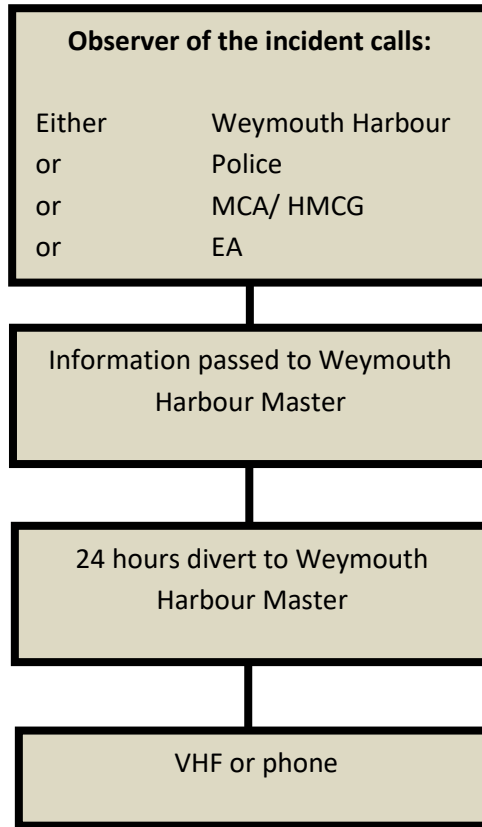 Observer of the incident calls:
Either Weymouth Harbour
or Police
or MCA/ HMCG
or EA
Information passed to Weymouth
Harbour Master
24 hours divert to Weymouth
Harbour Master
VHF or phone